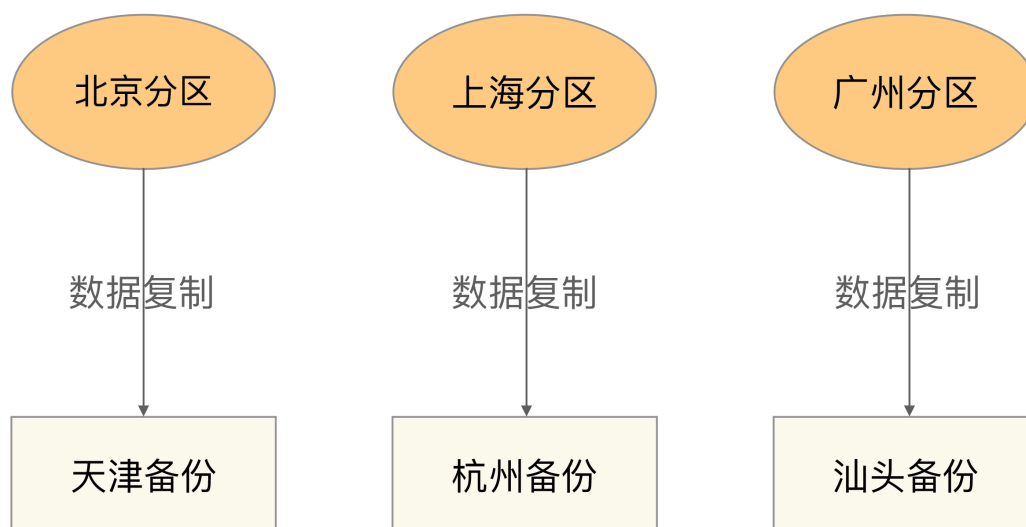 北京分区
上海分区
广州分区
数据复制
数据复制
数据复制
天津备份
杭州备份
汕头备份